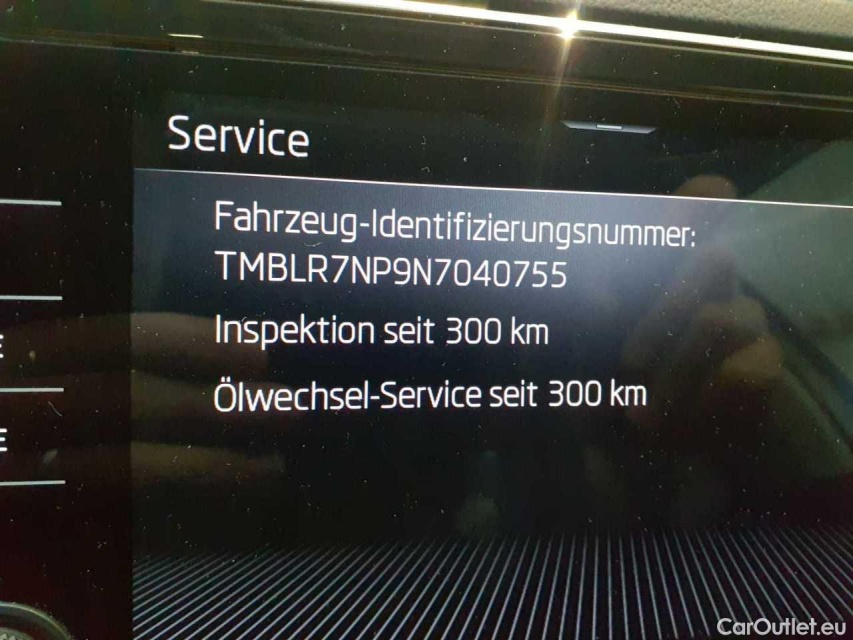 Service
Fahrzeug-Identifizierungsnummer:
TMBLR7NP9N7040755
Inspektion seit 300 km
Ölwechsel-Service seit 300 km
E
E
CarOutlet.eu